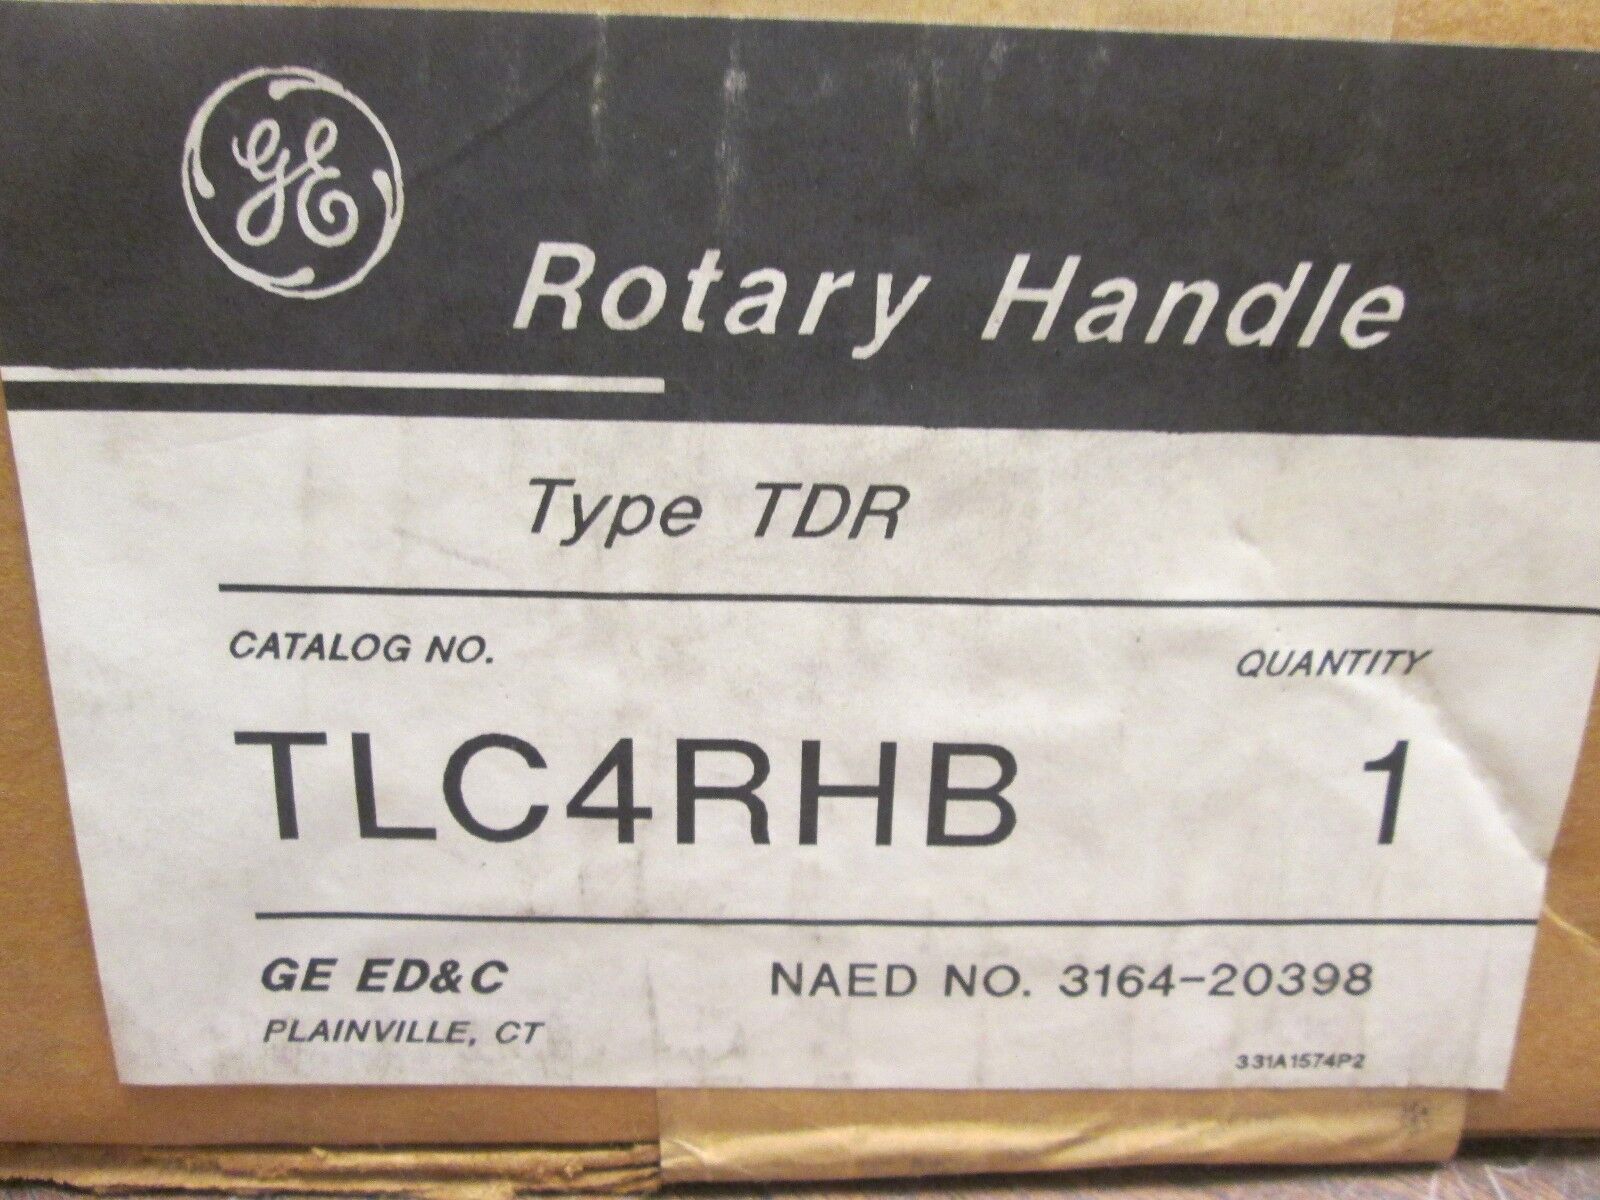 GE
Rotary Handle
Type TDR
CATALOG NO. QUANTITY
TLC4RHB 1
GE ED&C NAED NO. 3164-20398
PLAINVILLE, CT
331A1574P2